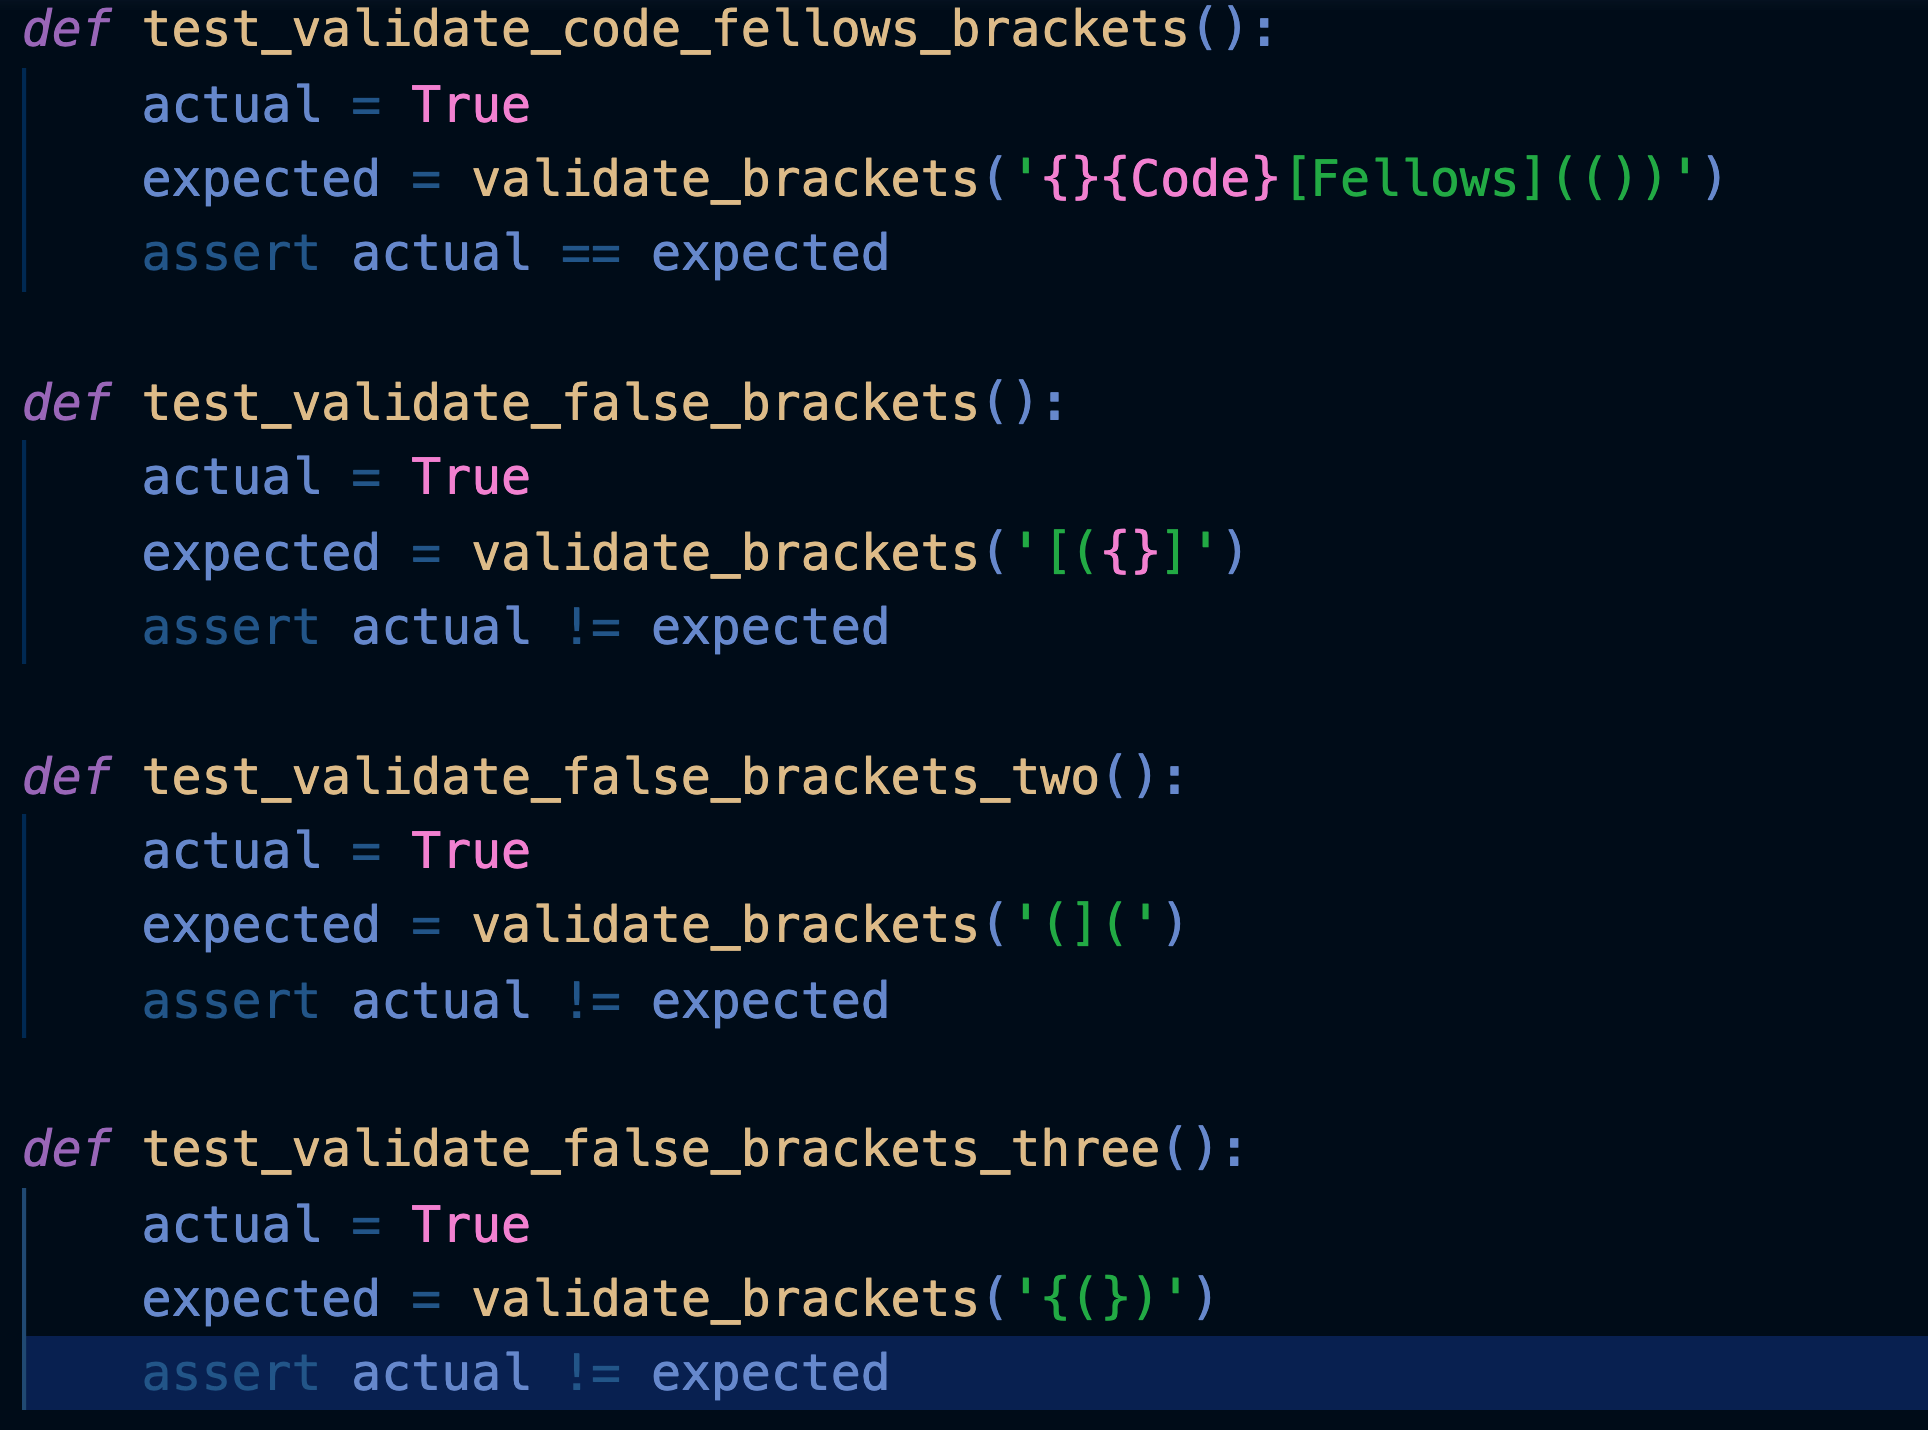 def test_validate_code_fellows_brackets():
    actual = True
    expected = validate_brackets('{}{Code}[Fellows](())')
    assert actual == expected

def test_validate_false_brackets():
    actual = True
    expected = validate_brackets('[({}]')
    assert actual != expected

def test_validate_false_brackets_two():
    actual = True
    expected = validate_brackets('(](')
    assert actual != expected

def test_validate_false_brackets_three():
    actual = True
    expected = validate_brackets('{(})')
    assert actual != expected